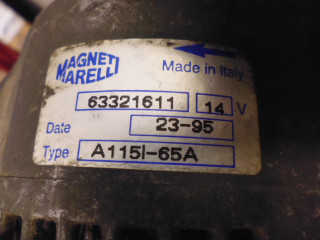 MAGNETI
MARELLI
Made in Italy
63321611 14 V
Date 23-95
Type A115I-65A